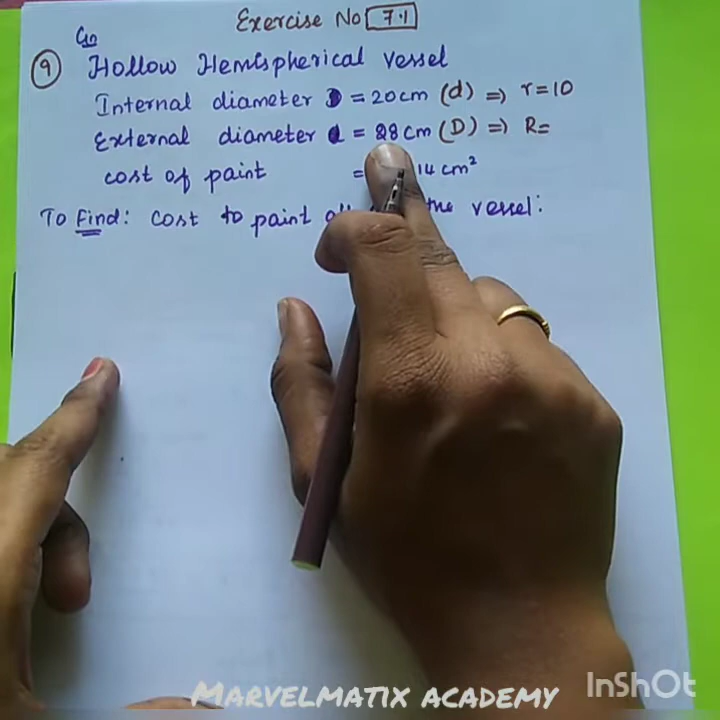 Exercise No 7.1
G10
9 Hollow Hemispherical vessel
Internal diameter = 20cm (d) => r=10
External diameter = 28cm (D) => R=
cost of paint = 14 cm²
To Find: cost to paint the vessel:
MARVELMATIX ACADEMY
InShOt